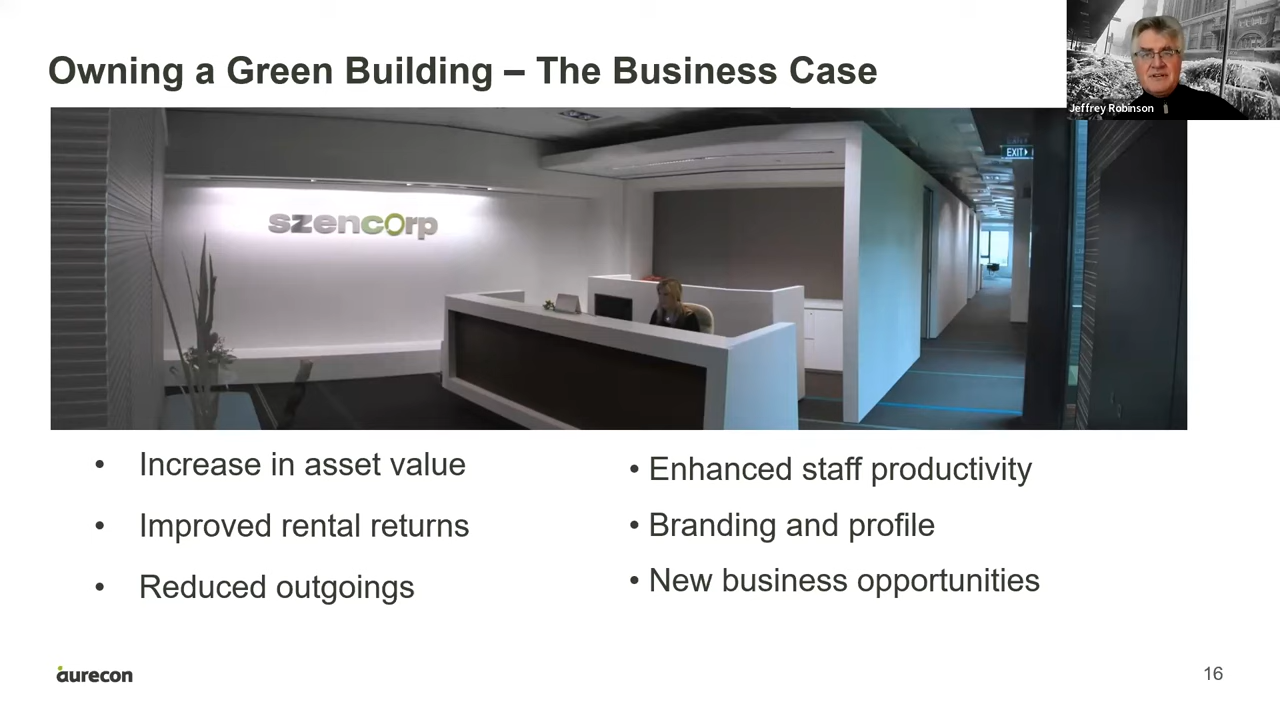 Owning a Green Building – The Business Case
Jeffrey Robinson
EXIT
szencorp
• Increase in asset value
• Improved rental returns
• Reduced outgoings
• Enhanced staff productivity
• Branding and profile
• New business opportunities
aurecon
16